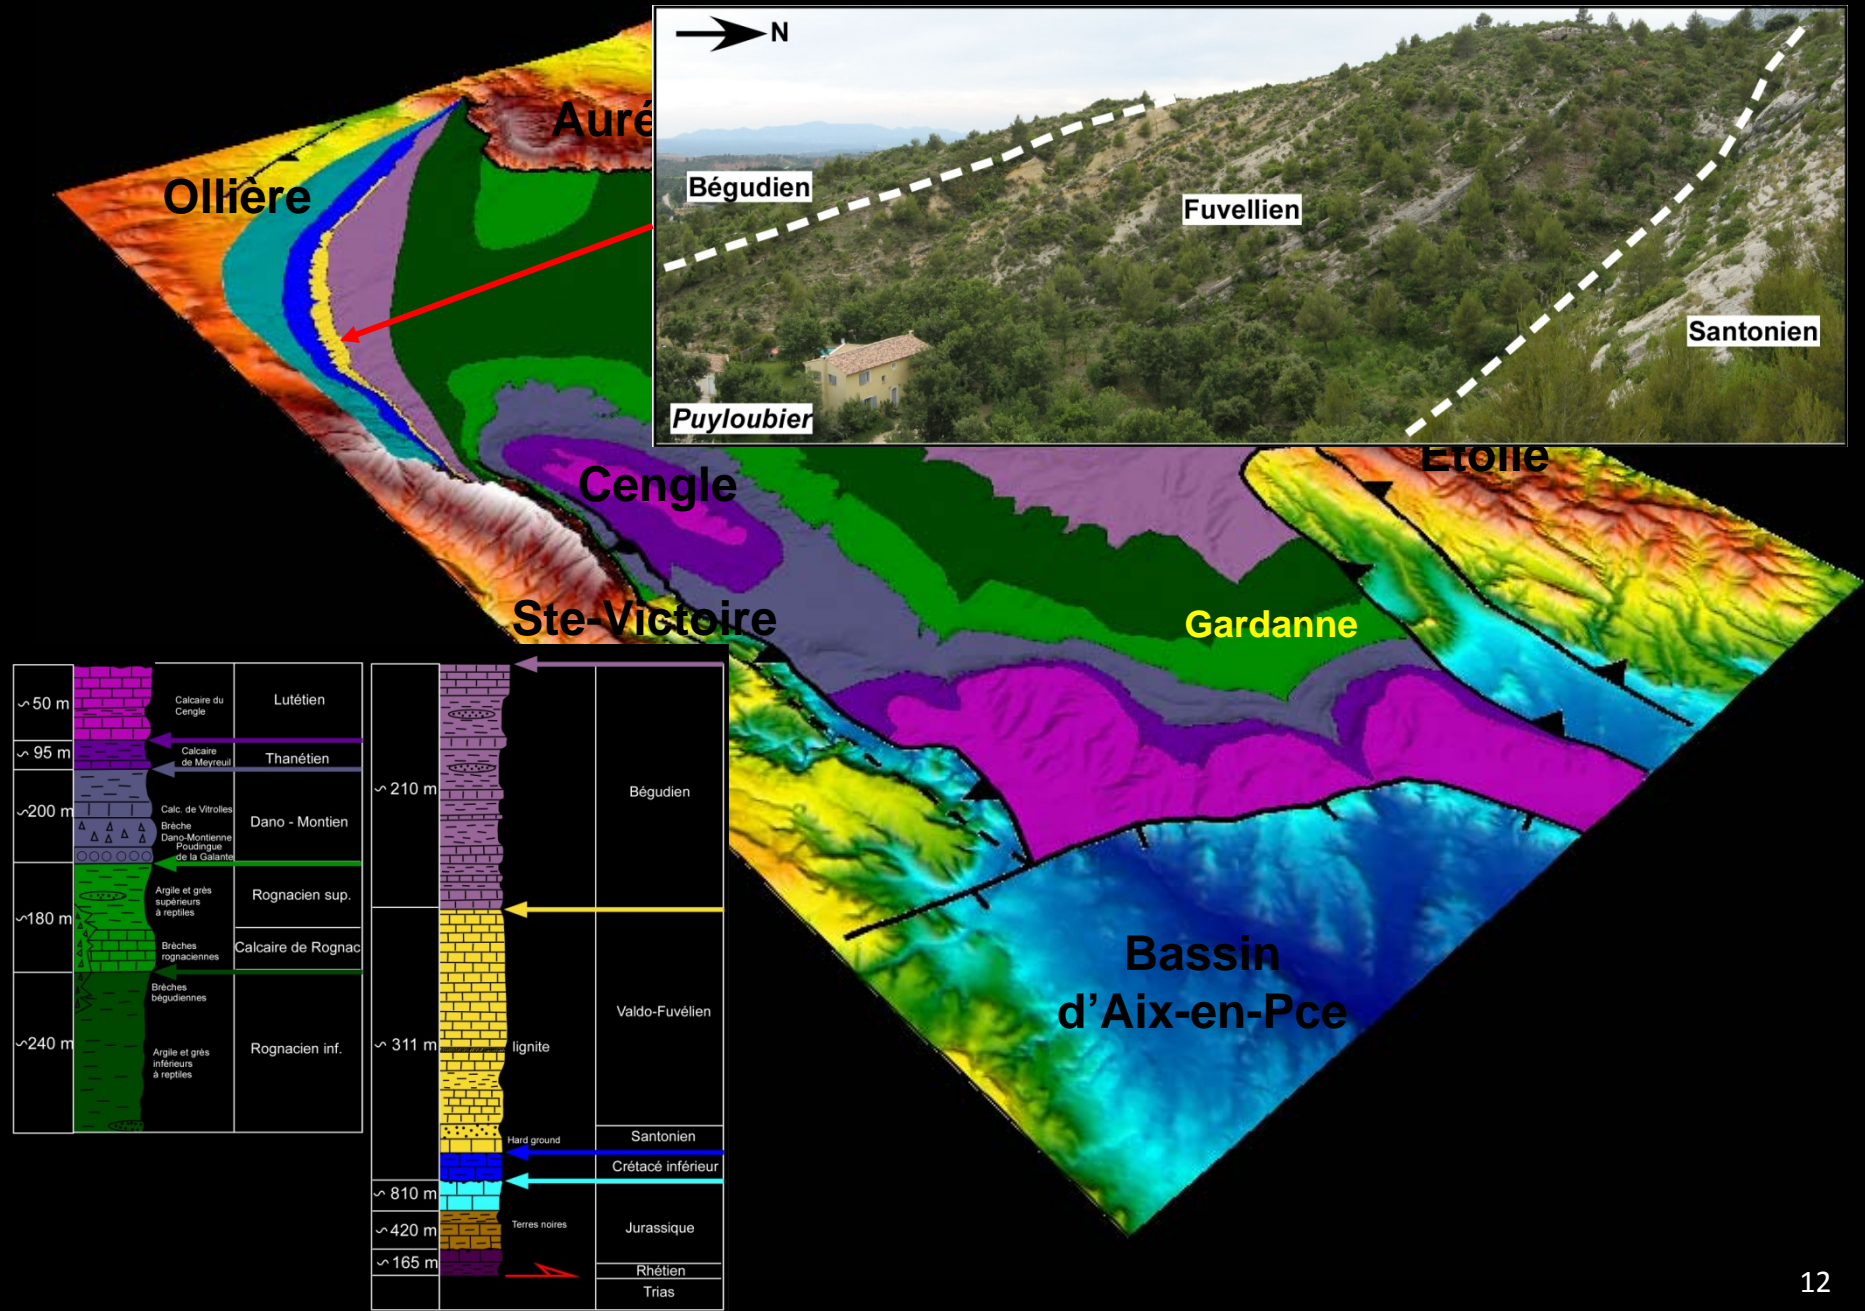 N
Auré
Ollière
Bégudien
Fuvellien
Santonien
Puyloubier
Etoile
Cengle
Ste-Victoire
Gardanne
Bassin
d’Aix-en-Pce
~ 50 m
Calcaire du
Cengle
Lutétien
~ 95 m
Calcaire
de Meyreuil
Thanétien
~200 m
Calc. de Vitrolles
Brèche
Dano-Montienne
Poudingue
de la Galante
Dano - Montien
~180 m
Argile et grès
supérieurs
à reptiles
Rognacien sup.
Brèches
rognaciennes
Calcaire de Rognac
~240 m
Brèches
bégudiennes
Argile et grès
inférieurs
à reptiles
Rognacien inf.
~ 210 m
Bégudien
~ 311 m
lignite
Valdo-Fuvélien
Hard ground
Santonien
Crétacé inférieur
~ 810 m
~ 420 m
Terres noires
Jurassique
~ 165 m
Rhétien
Trias
12